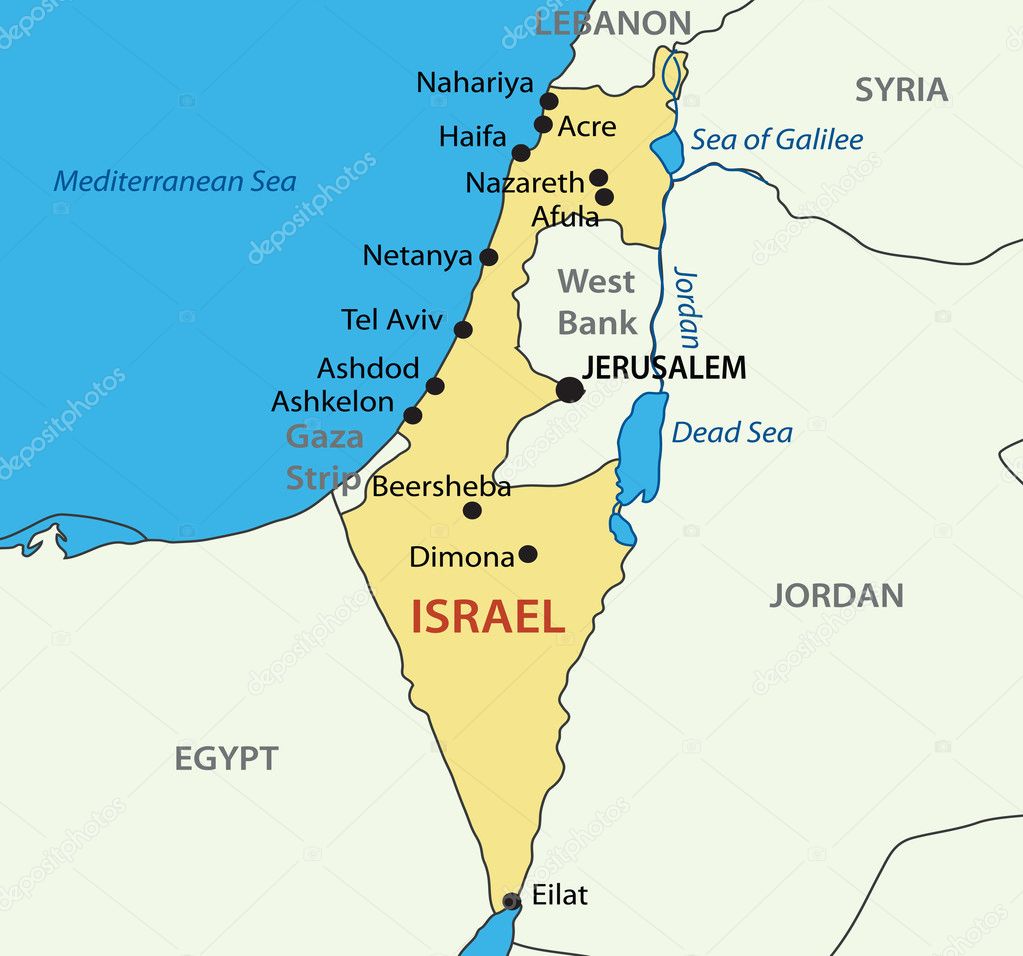 LEBANON
Nahariya
SYRIA
Acre
Haifa
Sea of Galilee
Mediterranean Sea
Nazareth
Afula
Netanya
West
Bank
Jordan
Tel Aviv
JERUSALEM
Ashdod
Ashkelon
Gaza
Strip
Dead Sea
Beersheba
Dimona
JORDAN
ISRAEL
EGYPT
Eilat
depositphotos
depositphotos
depositphotos
depositphotos
depositphotos
depositphotos
depositphotos
depositphotos
depositphotos